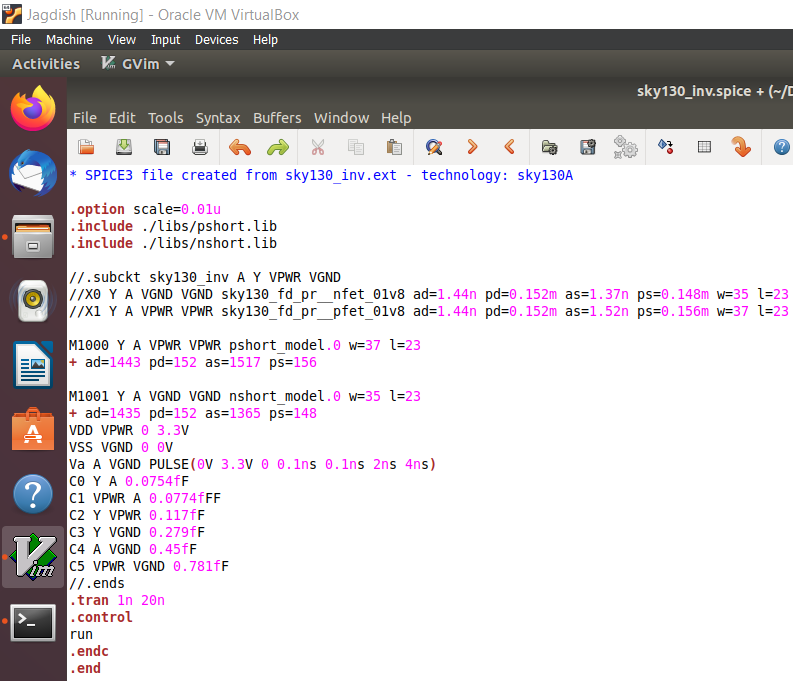 Jagdish [Running] - Oracle VM VirtualBox
File Machine View Input Devices Help
Activities GVim
sky130_inv.spice + (~/D
File Edit Tools Syntax Buffers Window Help
* SPICE3 file created from sky130_inv.ext - technology: sky130A
.option scale=0.01u
.include ./libs/pshort.lib
.include ./libs/nshort.lib
//.subckt sky130_inv A Y VPWR VGND
//X0 Y A VGND VGND sky130_fd_pr__nfet_01v8 ad=1.44n pd=0.152m as=1.37n ps=0.148m w=35 l=23
//X1 Y A VPWR VPWR sky130_fd_pr__pfet_01v8 ad=1.44n pd=0.152m as=1.52n ps=0.156m w=37 l=23
M1000 Y A VPWR VPWR pshort_model.0 w=37 l=23
+ ad=1443 pd=152 as=1517 ps=156
M1001 Y A VGND VGND nshort_model.0 w=35 l=23
+ ad=1435 pd=152 as=1365 ps=148
VDD VPWR 0 3.3V
VSS VGND 0 0V
Va A VGND PULSE(0V 3.3V 0 0.1ns 0.1ns 2ns 4ns)
C0 Y A 0.0754fF
C1 VPWR A 0.0774fFF
C2 Y VPWR 0.117fF
C3 Y VGND 0.279fF
C4 A VGND 0.45fF
C5 VPWR VGND 0.781fF
//.ends
.tran 1n 20n
.control
run
.endc
.end